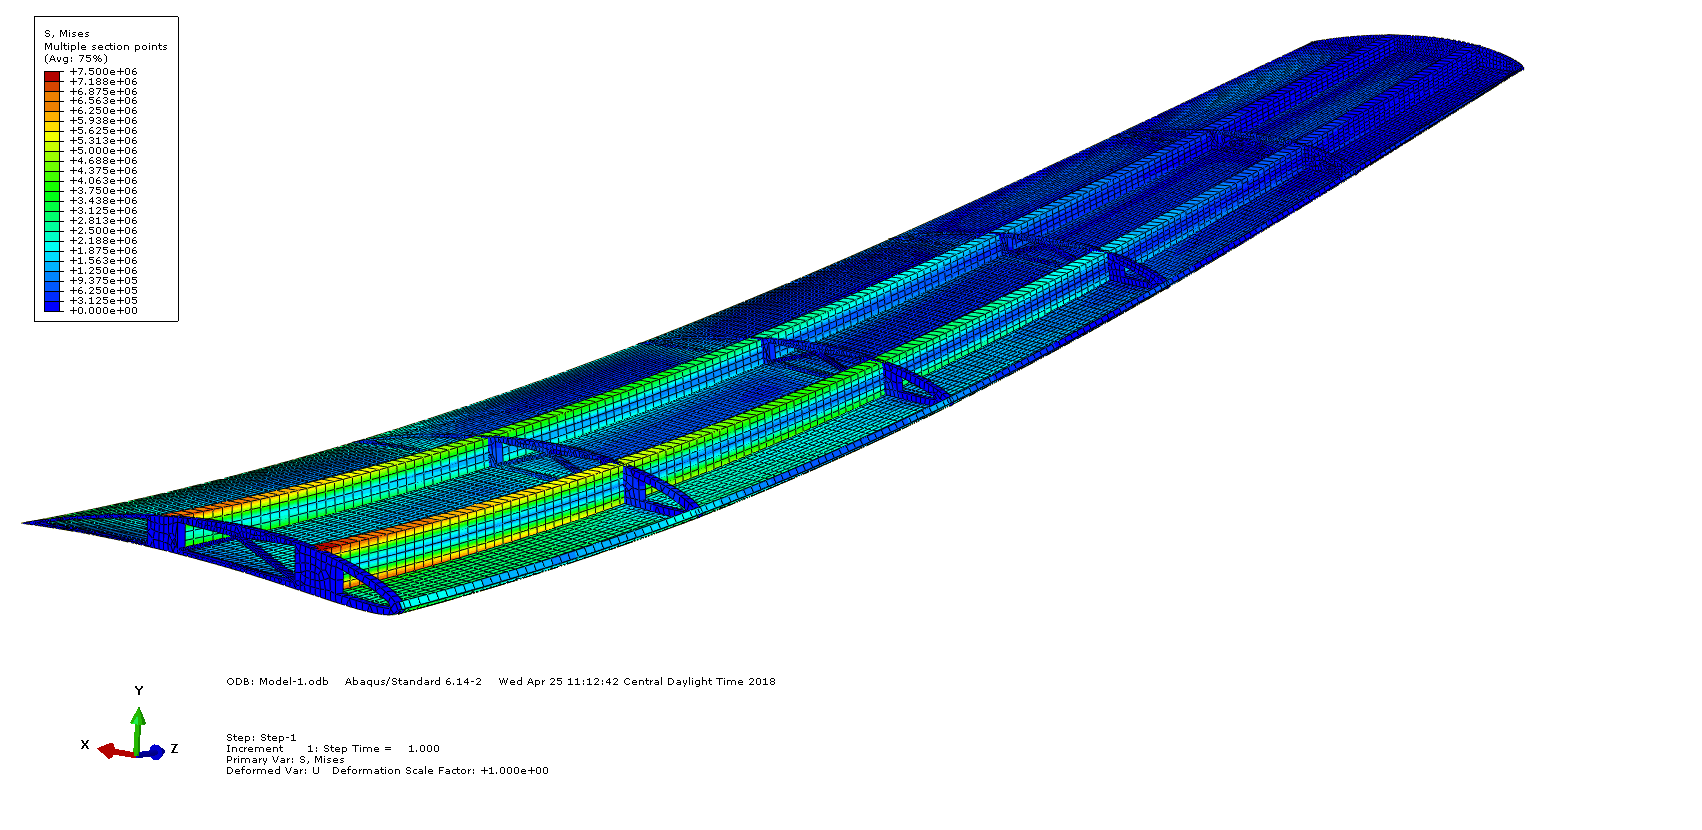 S, Mises
Multiple section points
(Avg: 75%)
+7.500e+06
+7.188e+06
+6.875e+06
+6.563e+06
+6.250e+06
+5.938e+06
+5.625e+06
+5.313e+06
+5.000e+06
+4.688e+06
+4.375e+06
+4.063e+06
+3.750e+06
+3.438e+06
+3.125e+06
+2.813e+06
+2.500e+06
+2.188e+06
+1.875e+06
+1.563e+06
+1.250e+06
+9.375e+05
+6.250e+05
+3.125e+05
+0.000e+00
Y
X
Z
ODB: Model-1.odb Abaqus/Standard 6.14-2 Wed Apr 25 11:12:42 Central Daylight Time 2018
Step: Step-1
Increment 1: Step Time = 1.000
Primary Var: S, Mises
Deformed Var: U Deformation Scale Factor: +1.000e+00